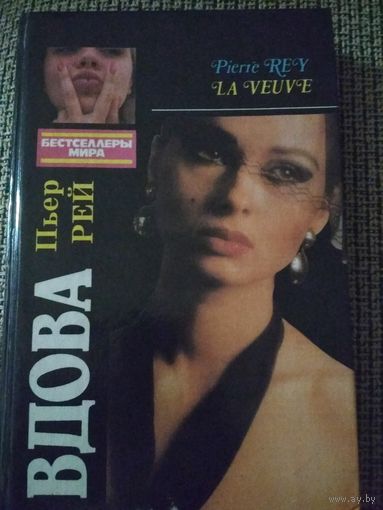 Pierre REY
LA VEUVE
БЕСТСЕЛЛЕРЫ
МИРА
Пьер
РЕЙ
ВДОВА
www.ay.by